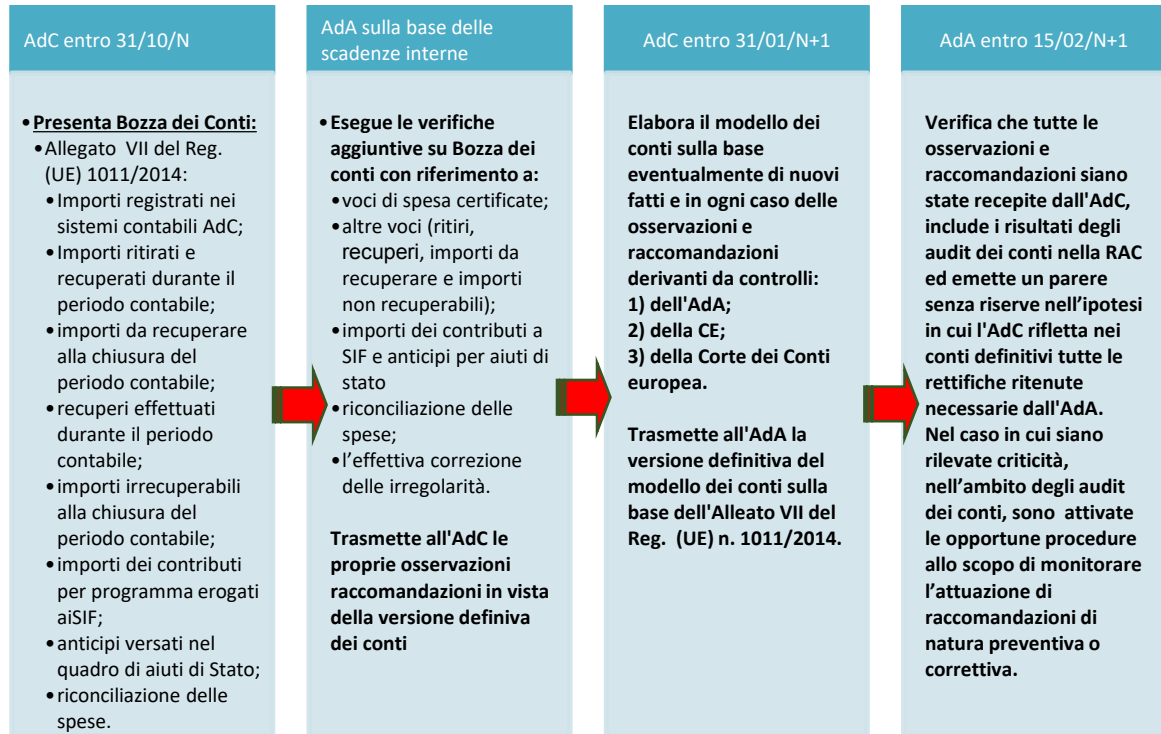 AdC entro 31/10/N
•Presenta Bozza dei Conti:
•Allegato VII del Reg.
(UE) 1011/2014:
•Importi registrati nei
sistemi contabili AdC;
•Importi ritirati e
recuperati durante il
periodo contabile;
•importi da recuperare
alla chiusura del
periodo contabile;
•recuperi effettuati
durante il periodo
contabile;
•importi irrecuperabili
alla chiusura del
periodo contabile;
•importi dei contributi
per programma erogati
aiSIF;
•anticipi versati nel
quadro di aiuti di Stato;
•riconciliazione delle
spese.
AdA sulla base delle
scadenze interne
•Esegue le verifiche
aggiuntive su Bozza dei
conti con riferimento a:
•voci di spesa certificate;
•altre voci (ritiri,
recuperi, importi da
recuperare e importi
non recuperabili);
•importi dei contributi a
SIF e anticipi per aiuti di
stato
•riconciliazione delle
spese;
•l’effettiva correzione
delle irregolarità.
Trasmette all'AdC le
proprie osservazioni
raccomandazioni in vista
della versione definiva
dei conti
AdC entro 31/01/N+1
Elabora il modello dei
conti sulla base
eventualmente di nuovi
fatti e in ogni caso delle
osservazioni e
raccomandazioni
derivanti da controlli:
1) dell'AdA;
2) della CE;
3) della Corte dei Conti
europea.
Trasmette all'AdA la
versione definitiva del
modello dei conti sulla
base dell'Alleato VII del
Reg. (UE) n. 1011/2014.
AdA entro 15/02/N+1
Verifica che tutte le
osservazioni e
raccomandazioni siano
state recepite dall'AdC,
include i risultati degli
audit dei conti nella RAC
ed emette un parere
senza riserve nell’ipotesi
in cui l'AdC rifletta nei
conti definitivi tutte le
rettifiche ritenute
necessarie dall'AdA.
Nel caso in cui siano
rilevate criticità,
nell’ambito degli audit
dei conti, sono attivate
le opportune procedure
allo scopo di monitorare
l’attuazione di
raccomandazioni di
natura preventiva o
correttiva.